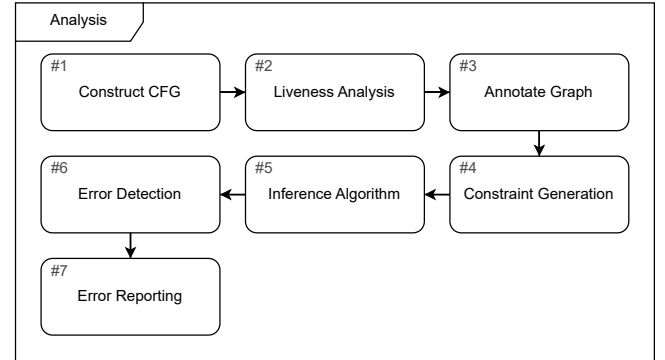 Analysis
#1
Construct CFG
#2
Liveness Analysis
#3
Annotate Graph
#4
Constraint Generation
#5
Inference Algorithm
#6
Error Detection
#7
Error Reporting